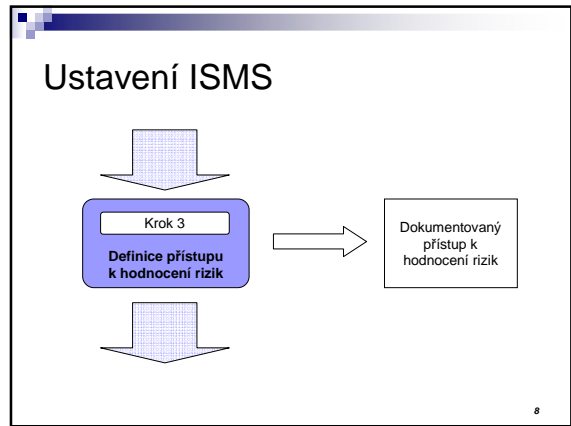 Ustavení ISMS
Krok 3
Definice přístupu
k hodnocení rizik
Dokumentovaný
přístup k
hodnocení rizik
8